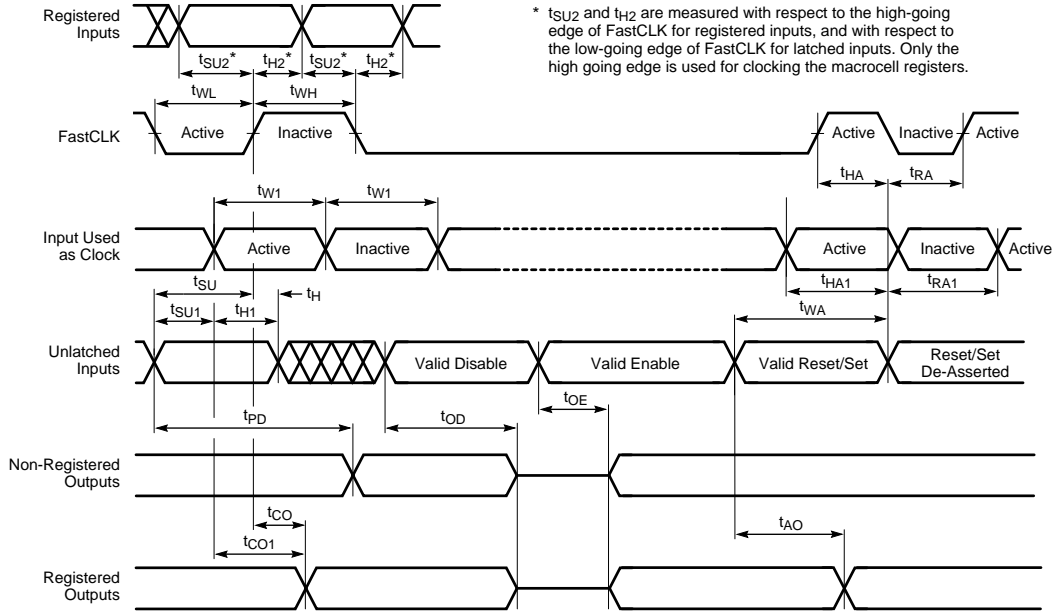 Registered
Inputs
* tSU2 and tH2 are measured with respect to the high-going
edge of FastCLK for registered inputs, and with respect to
the low-going edge of FastCLK for latched inputs. Only the
high going edge is used for clocking the macrocell registers.
tSU2* tH2* tSU2* tH2*
tWL tWH
FastCLK
Active Inactive Active Inactive Active
tHA tRA
tW1 tW1
Input Used
as Clock
Active Inactive Active Inactive Active
tSU tH tHA1 tRA1
tSU1 tH1 tWA
Unlatched
Inputs
Valid Disable Valid Enable Valid Reset/Set
Reset/Set
De-Asserted
tPD tOD tOE
Non-Registered
Outputs
tCO tAO
tCO1
Registered
Outputs